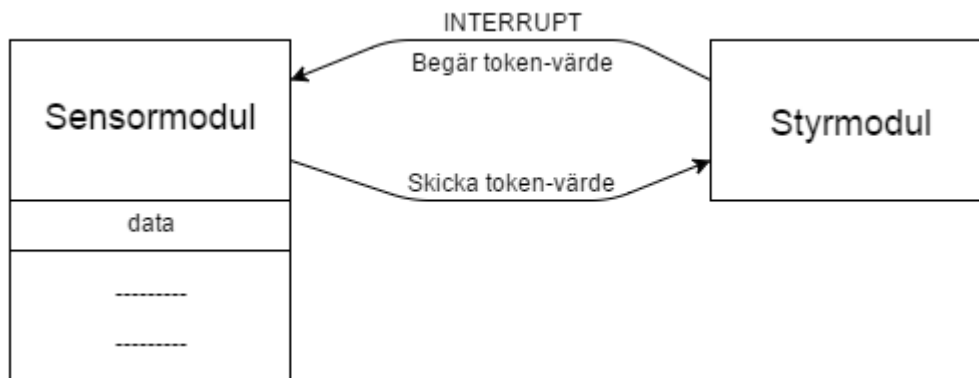 INTERRUPT
Begär token-värde
Sensormodul
Styrmodul
Skicka token-värde
data
---------
---------